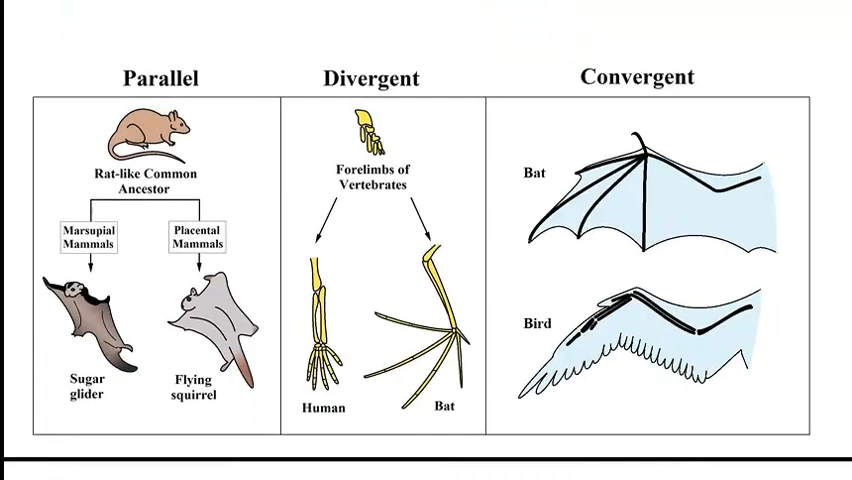 Parallel
Divergent
Convergent
Rat-like Common
Ancestor
Marsupial
Mammals
Placental
Mammals
Sugar
glider
Flying
squirrel
Forelimbs of
Vertebrates
Human
Bat
Bat
Bird